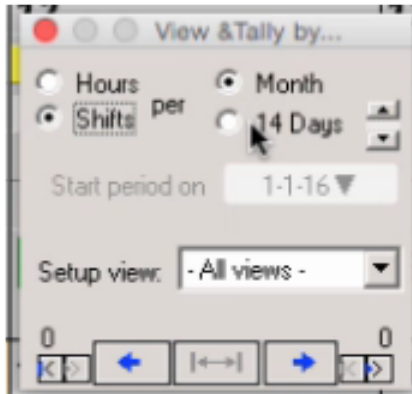 View &Tally by...
Hours per Month
Shifts 14 Days
Start period on 1-1-16▼
Setup view: - All views -
0 0